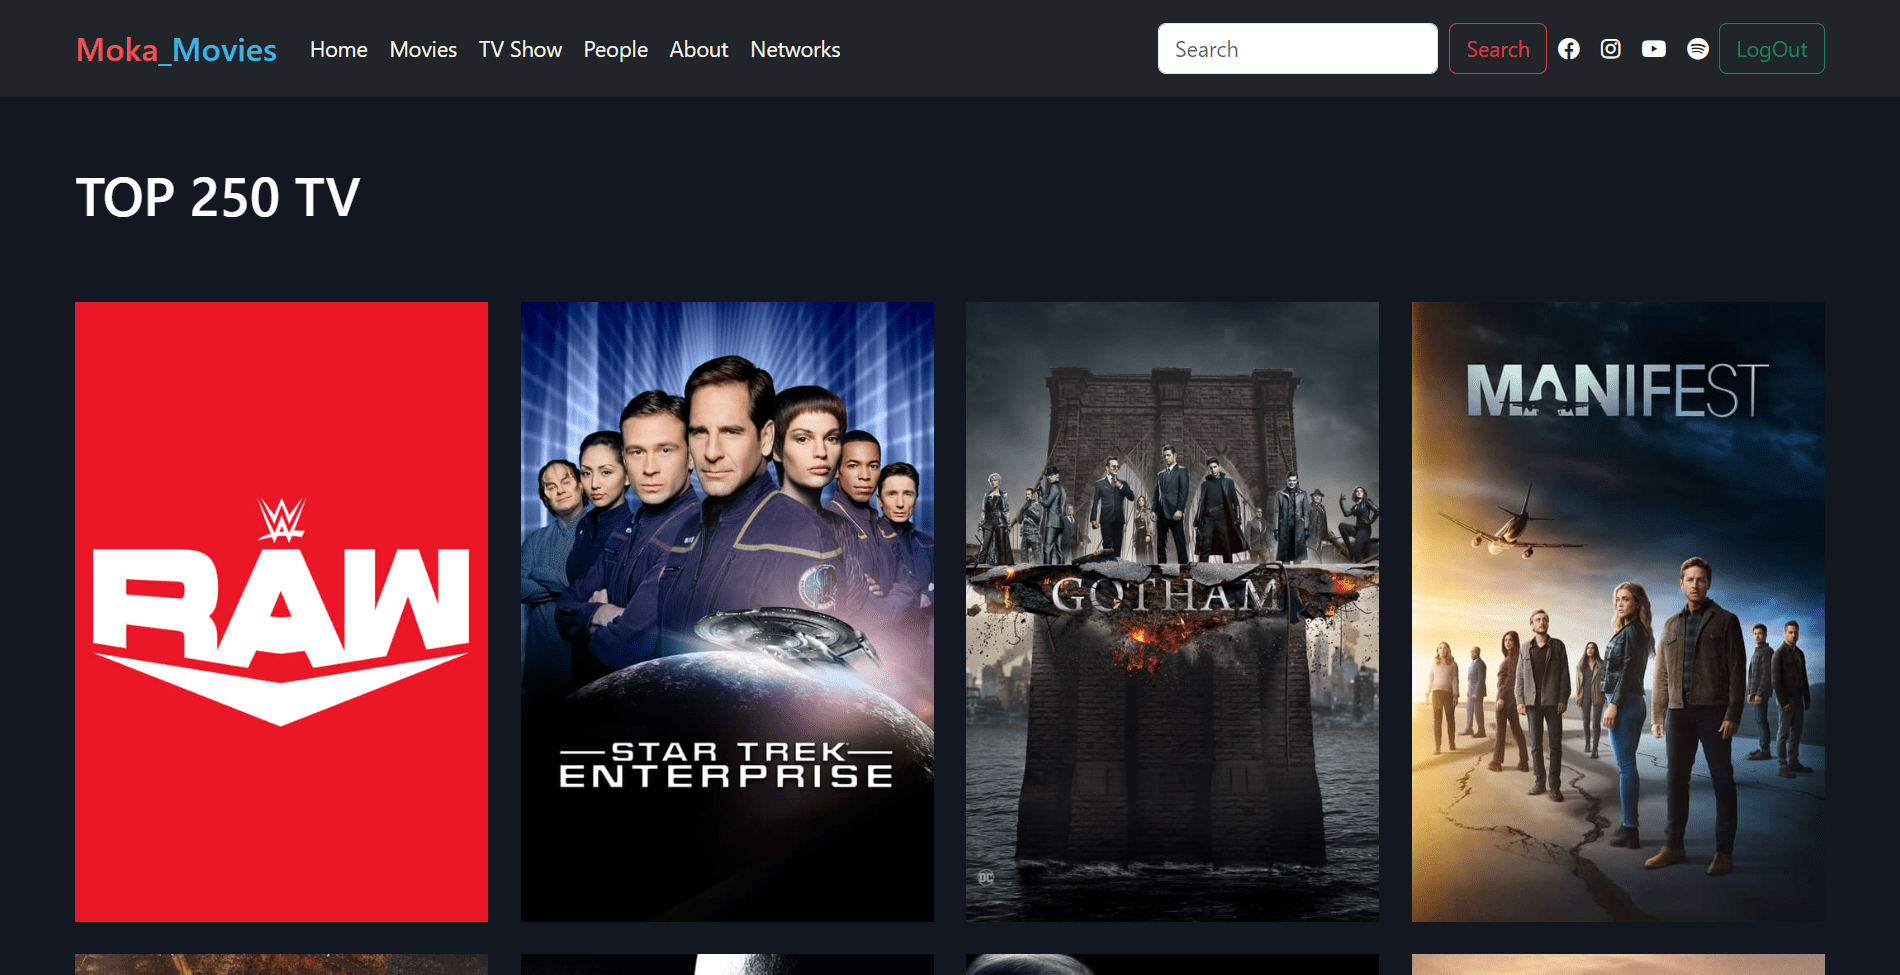 Moka_Movies Home Movies TV Show People About Networks Search Search LogOut
TOP 250 TV
W
RAW
STAR TREK
ENTERPRISE
GOTHAM
DC
MANIFEST